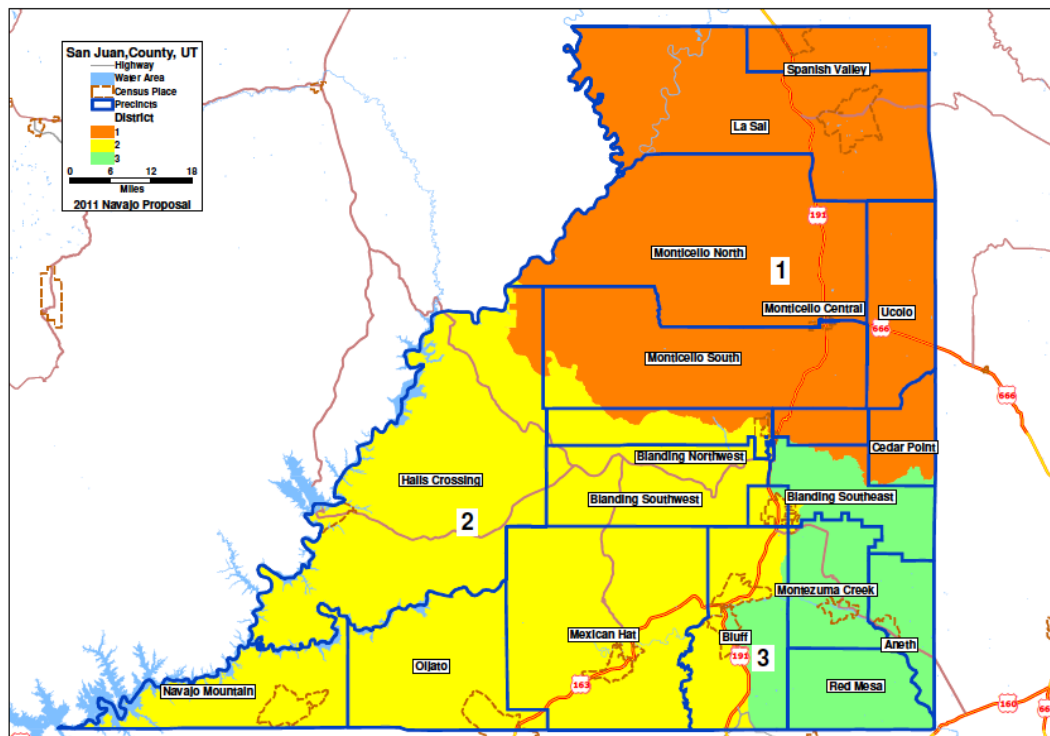 San Juan,County, UT
Highway
Water Area
Census Place
Precincts
District
1
2
3
0 6 12 18
Miles
2011 Navajo Proposal
Spanish Valley
La Sal
191
Monticello North
1
Monticello Central
Ucolo
666
Monticello South
666
Cedar Point
Blanding Northwest
Halls Crossing
Blanding Southwest
Blanding Southeast
2
Montezuma Creek
Mexican Hat
Bluff
Aneth
191
3
Oljato
Navajo Mountain
163
Red Mesa
160
66